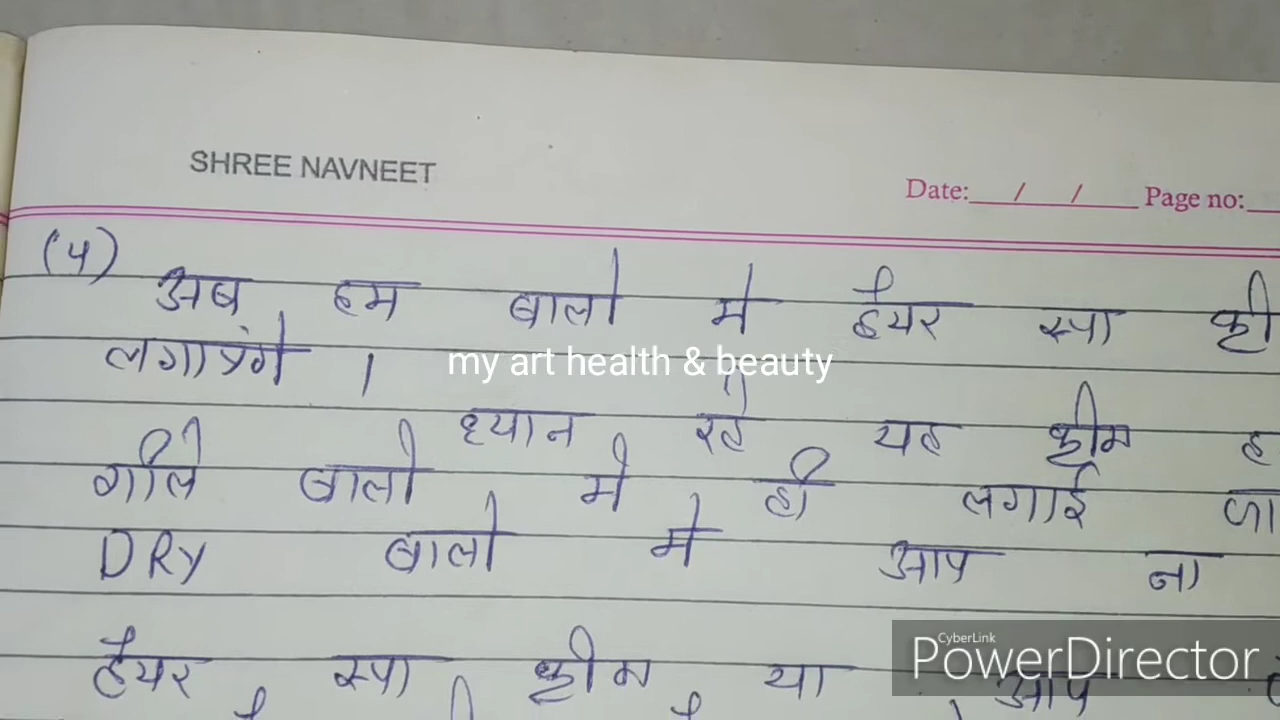 SHREE NAVNEET
Date: / / Page no:
(4)
अब हम बालो मे हैयर स्पा
लगाऐंगे ।
my art health & beauty
ध्यान रहे यह क्रीम
गीले बालो मे ही लगाई जा
DRY बालो मे आप ना
हैयर स्पा क्रीम या आप
CyberLink
PowerDirector